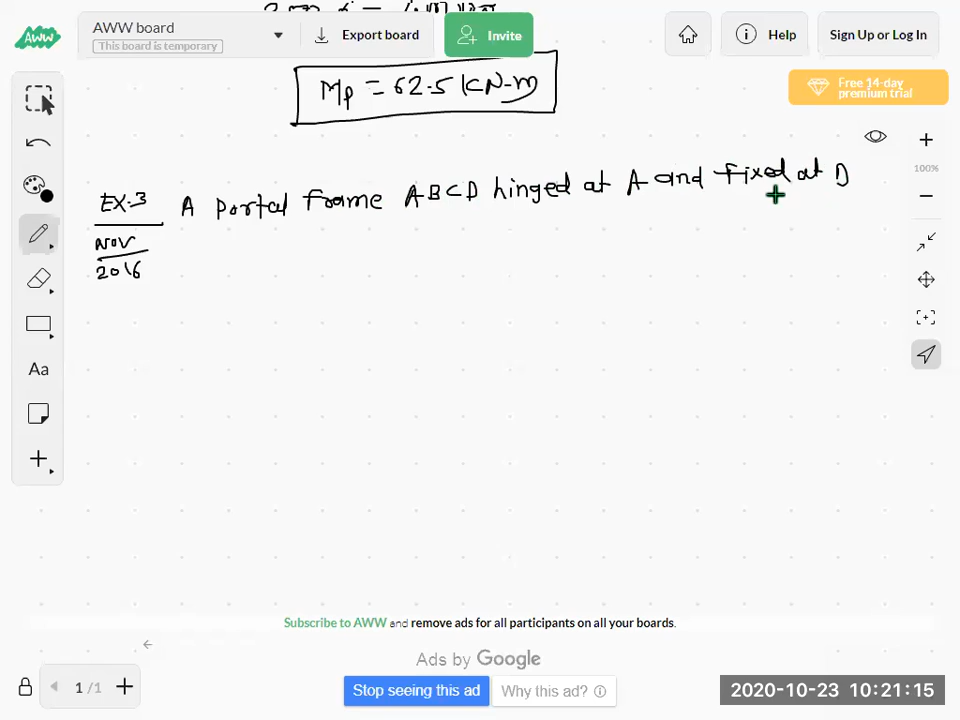 AWW
AWW board
This board is temporary
Export board
Invite
Help
Sign Up or Log In
Free 14-day
premium trial
Mp = 62.5 kN-m
100%
EX-3 A Portal frame ABCD hinged at A and fixed at D
NOV
2016
Aa
Subscribe to AWW and remove ads for all participants on all your boards.
Ads by Google
1 /1
Stop seeing this ad
Why this ad?
2020-10-23 10:21:15